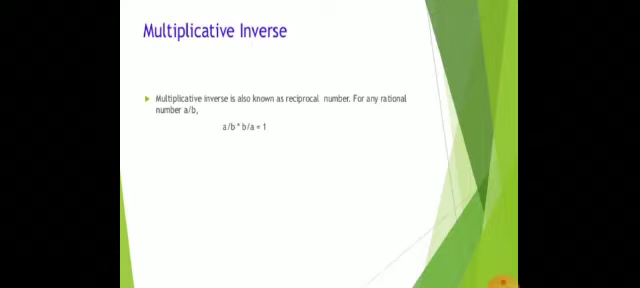 Multiplicative Inverse
Multiplicative inverse is also known as reciprocal number. For any rational
number a/b,
a/b * b/a = 1